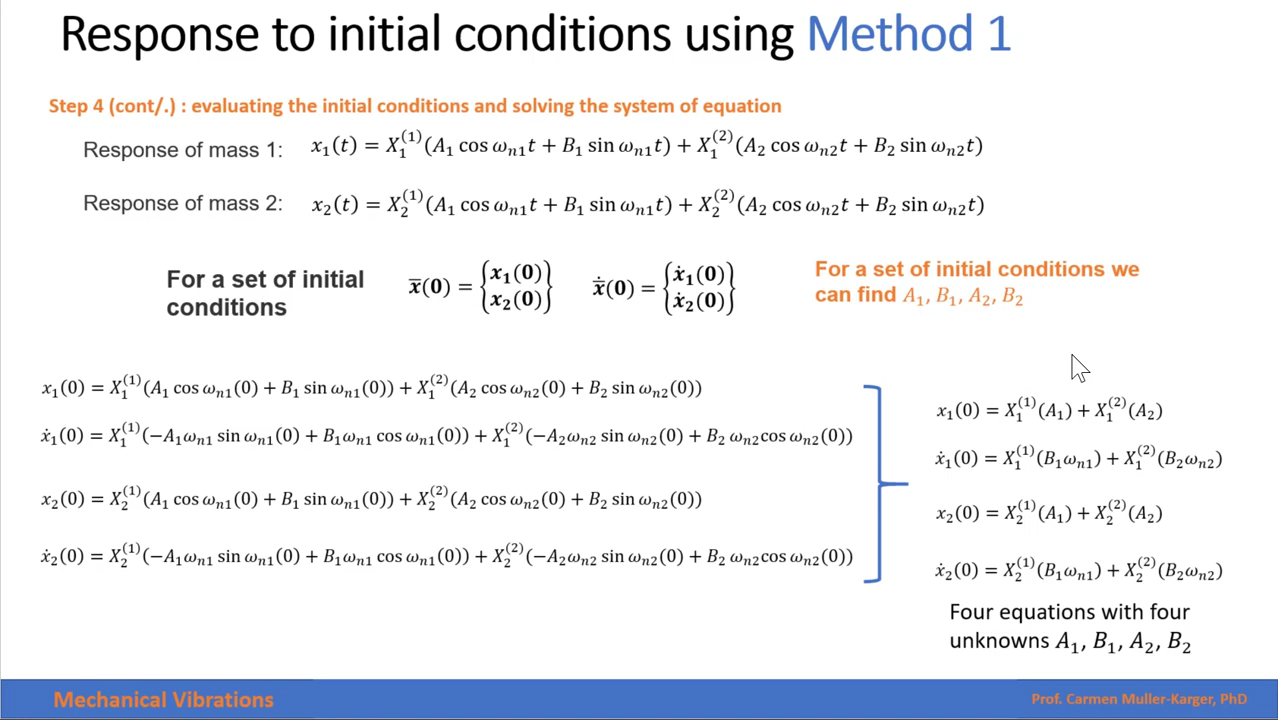 Response to initial conditions using Method 1
Step 4 (cont/.) : evaluating the initial conditions and solving the system of equation
Response of mass 1: x₁(t) = X₁⁽¹⁾(A₁ cos ωₙ₁t + B₁ sin ωₙ₁t) + X₁⁽²⁾(A₂ cos ωₙ₂t + B₂ sin ωₙ₂t)
Response of mass 2: x₂(t) = X₂⁽¹⁾(A₁ cos ωₙ₁t + B₁ sin ωₙ₁t) + X₂⁽²⁾(A₂ cos ωₙ₂t + B₂ sin ωₙ₂t)
For a set of initial
conditions
x̅(0) = {x₁(0) x₂(0)} ẋ̅(0) = {ẋ₁(0) ẋ₂(0)}
For a set of initial conditions we
can find A₁, B₁, A₂, B₂
x₁(0) = X₁⁽¹⁾(A₁ cos ωₙ₁(0) + B₁ sin ωₙ₁(0)) + X₁⁽²⁾(A₂ cos ωₙ₂(0) + B₂ sin ωₙ₂(0))
ẋ₁(0) = X₁⁽¹⁾(−A₁ωₙ₁ sin ωₙ₁(0) + B₁ωₙ₁ cos ωₙ₁(0)) + X₁⁽²⁾(−A₂ωₙ₂ sin ωₙ₂(0) + B₂ ωₙ₂cos ωₙ₂(0))
x₂(0) = X₂⁽¹⁾(A₁ cos ωₙ₁(0) + B₁ sin ωₙ₁(0)) + X₂⁽²⁾(A₂ cos ωₙ₂(0) + B₂ sin ωₙ₂(0))
ẋ₂(0) = X₂⁽¹⁾(−A₁ωₙ₁ sin ωₙ₁(0) + B₁ωₙ₁ cos ωₙ₁(0)) + X₂⁽²⁾(−A₂ωₙ₂ sin ωₙ₂(0) + B₂ ωₙ₂cos ωₙ₂(0))
x₁(0) = X₁⁽¹⁾(A₁) + X₁⁽²⁾(A₂)
ẋ₁(0) = X₁⁽¹⁾(B₁ωₙ₁) + X₁⁽²⁾(B₂ωₙ₂)
x₂(0) = X₂⁽¹⁾(A₁) + X₂⁽²⁾(A₂)
ẋ₂(0) = X₂⁽¹⁾(B₁ωₙ₁) + X₂⁽²⁾(B₂ωₙ₂)
Four equations with four
unknowns A₁, B₁, A₂, B₂
Mechanical Vibrations
Prof. Carmen Muller-Karger, PhD